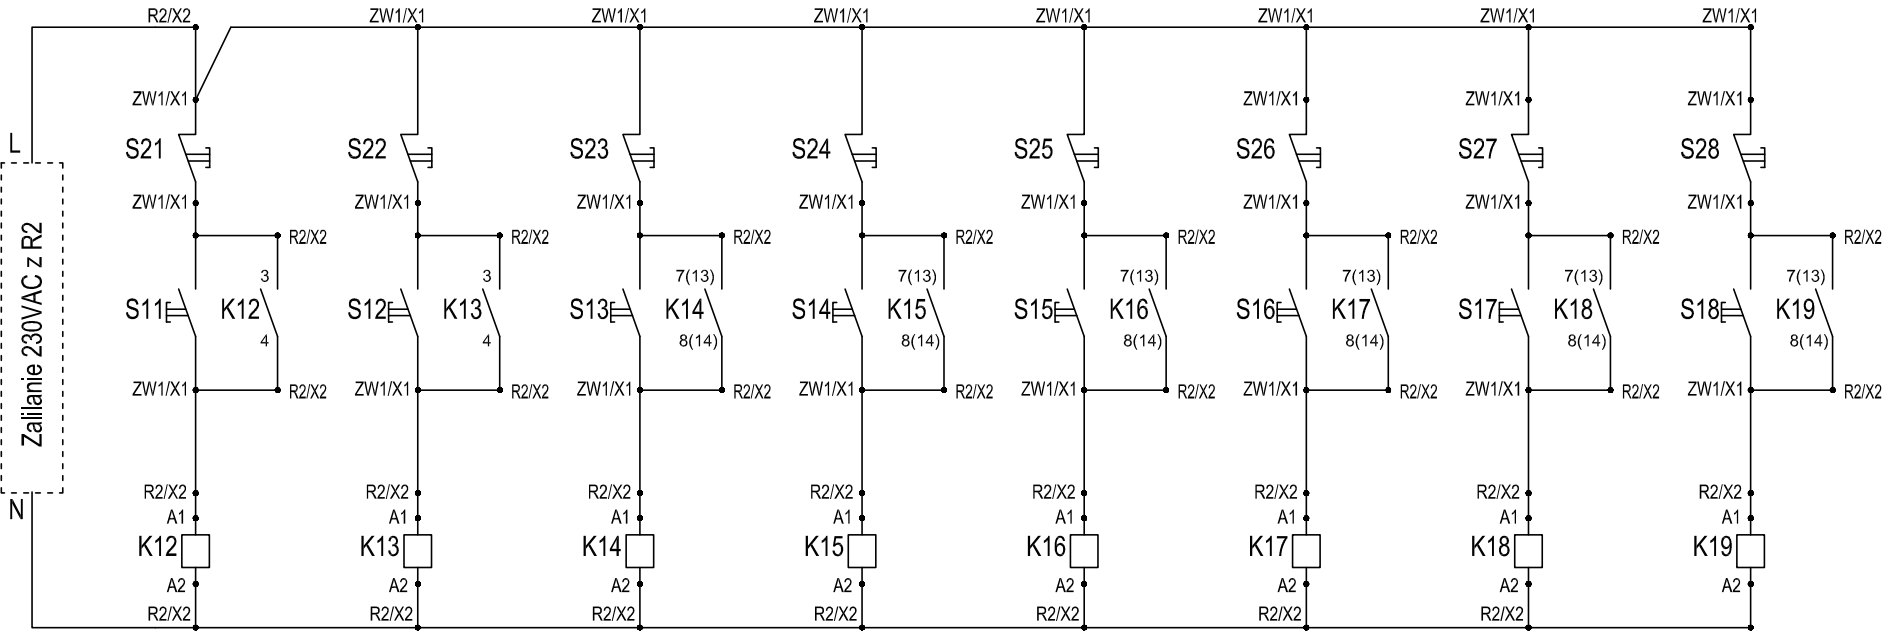 R2/X2 ZW1/X1 ZW1/X1 ZW1/X1 ZW1/X1 ZW1/X1 ZW1/X1 ZW1/X1
ZW1/X1 ZW1/X1 ZW1/X1 ZW1/X1
L
S21 S22 S23 S24 S25 S26 S27 S28
ZW1/X1 ZW1/X1 ZW1/X1 ZW1/X1 ZW1/X1 ZW1/X1 ZW1/X1 ZW1/X1
R2/X2 R2/X2 R2/X2 R2/X2 R2/X2 R2/X2 R2/X2 R2/X2
3 3 7(13) 7(13) 7(13) 7(13) 7(13) 7(13)
Zalilanie 230VAC z R2
S11 K12 S12 K13 S13 K14 S14 K15 S15 K16 S16 K17 S17 K18 S18 K19
4 4 8(14) 8(14) 8(14) 8(14) 8(14) 8(14)
ZW1/X1 R2/X2 ZW1/X1 R2/X2 ZW1/X1 R2/X2 ZW1/X1 R2/X2 ZW1/X1 R2/X2 ZW1/X1 R2/X2 ZW1/X1 R2/X2 ZW1/X1 R2/X2
R2/X2 R2/X2 R2/X2 R2/X2 R2/X2 R2/X2 R2/X2 R2/X2
N
A1 A1 A1 A1 A1 A1 A1 A1
K12 K13 K14 K15 K16 K17 K18 K19
A2 A2 A2 A2 A2 A2 A2 A2
R2/X2 R2/X2 R2/X2 R2/X2 R2/X2 R2/X2 R2/X2